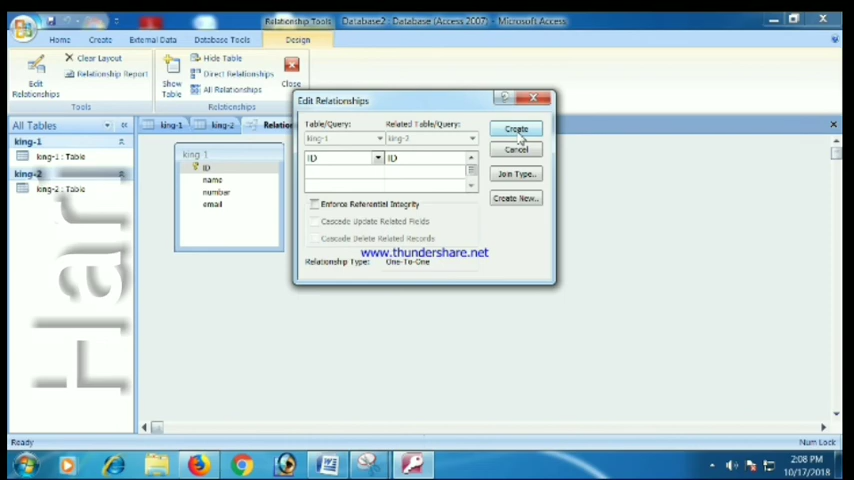 Relationship Tools Database2 : Database (Access 2007) - Microsoft Access
Home Create External Data Database Tools Design
Edit Relationships
Clear Layout
Relationship Report
Tools
Show Table
Hide Table
Direct Relationships
All Relationships
Close
Relationships
All Tables
king-1 king-2 Relation
king-1
king-1 : Table
king-2
king-2 : Table
king-1
ID
name
numbar
email
Edit Relationships
Table/Query: Related Table/Query:
king-1 king-2
ID ID
Create
Cancel
Join Type..
Create New..
Enforce Referential Integrity
Cascade Update Related Fields
Cascade Delete Related Records
www.thundershare.net
Relationship Type: One-To-One
Hari
Ready Num Lock
2:08 PM
10/17/2018